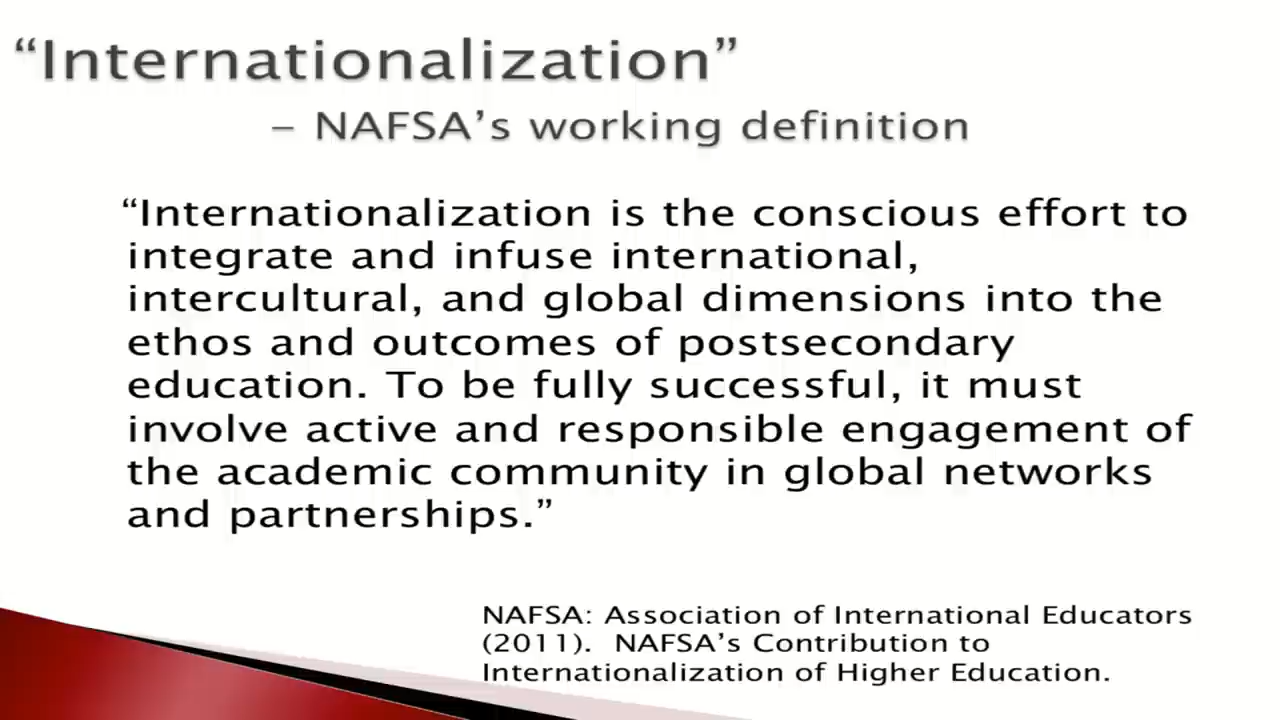 “Internationalization”
– NAFSA’s working definition
“Internationalization is the conscious effort to
integrate and infuse international,
intercultural, and global dimensions into the
ethos and outcomes of postsecondary
education. To be fully successful, it must
involve active and responsible engagement of
the academic community in global networks
and partnerships.”
NAFSA: Association of International Educators
(2011).  NAFSA’s Contribution to
Internationalization of Higher Education.